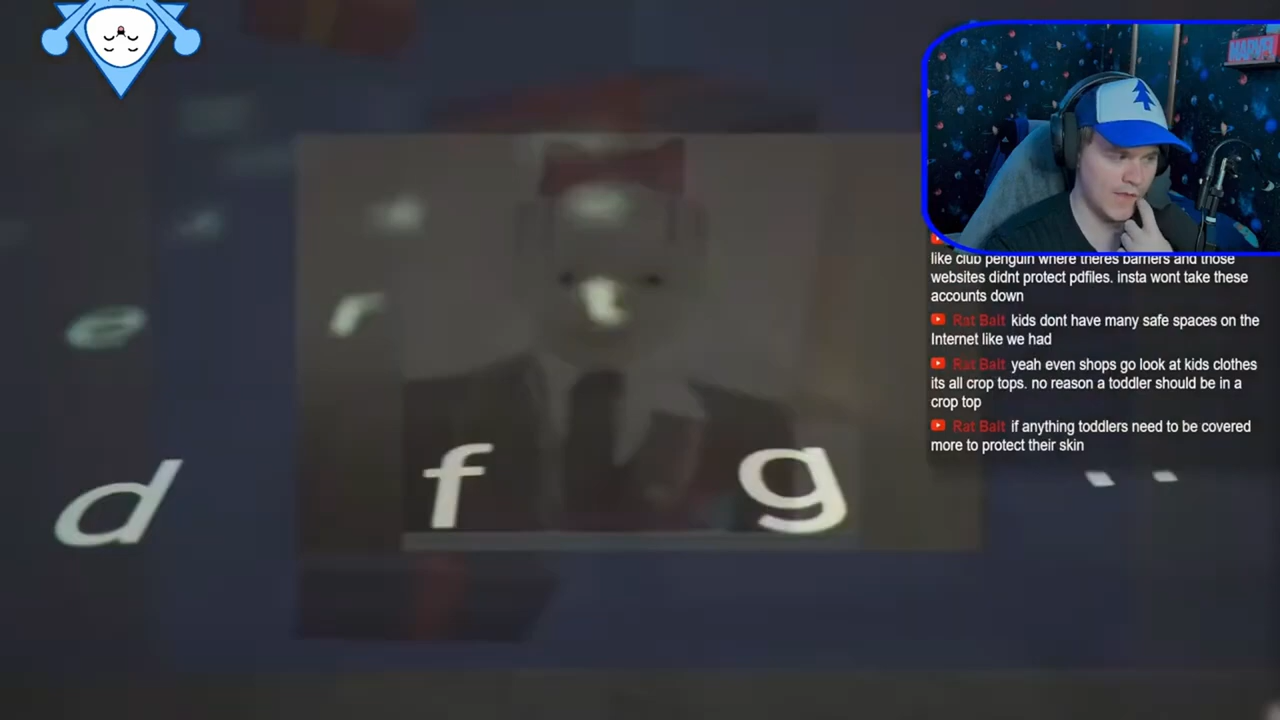 MARVEL
like club penguin where theres barriers and those
websites didnt protect pdfiles. insta wont take these
accounts down
Rat Bait kids dont have many safe spaces on the
Internet like we had
Rat Bait yeah even shops go look at kids clothes
its all crop tops. no reason a toddler should be in a
crop top
Rat Bait if anything toddlers need to be covered
more to protect their skin
e r t
d f g